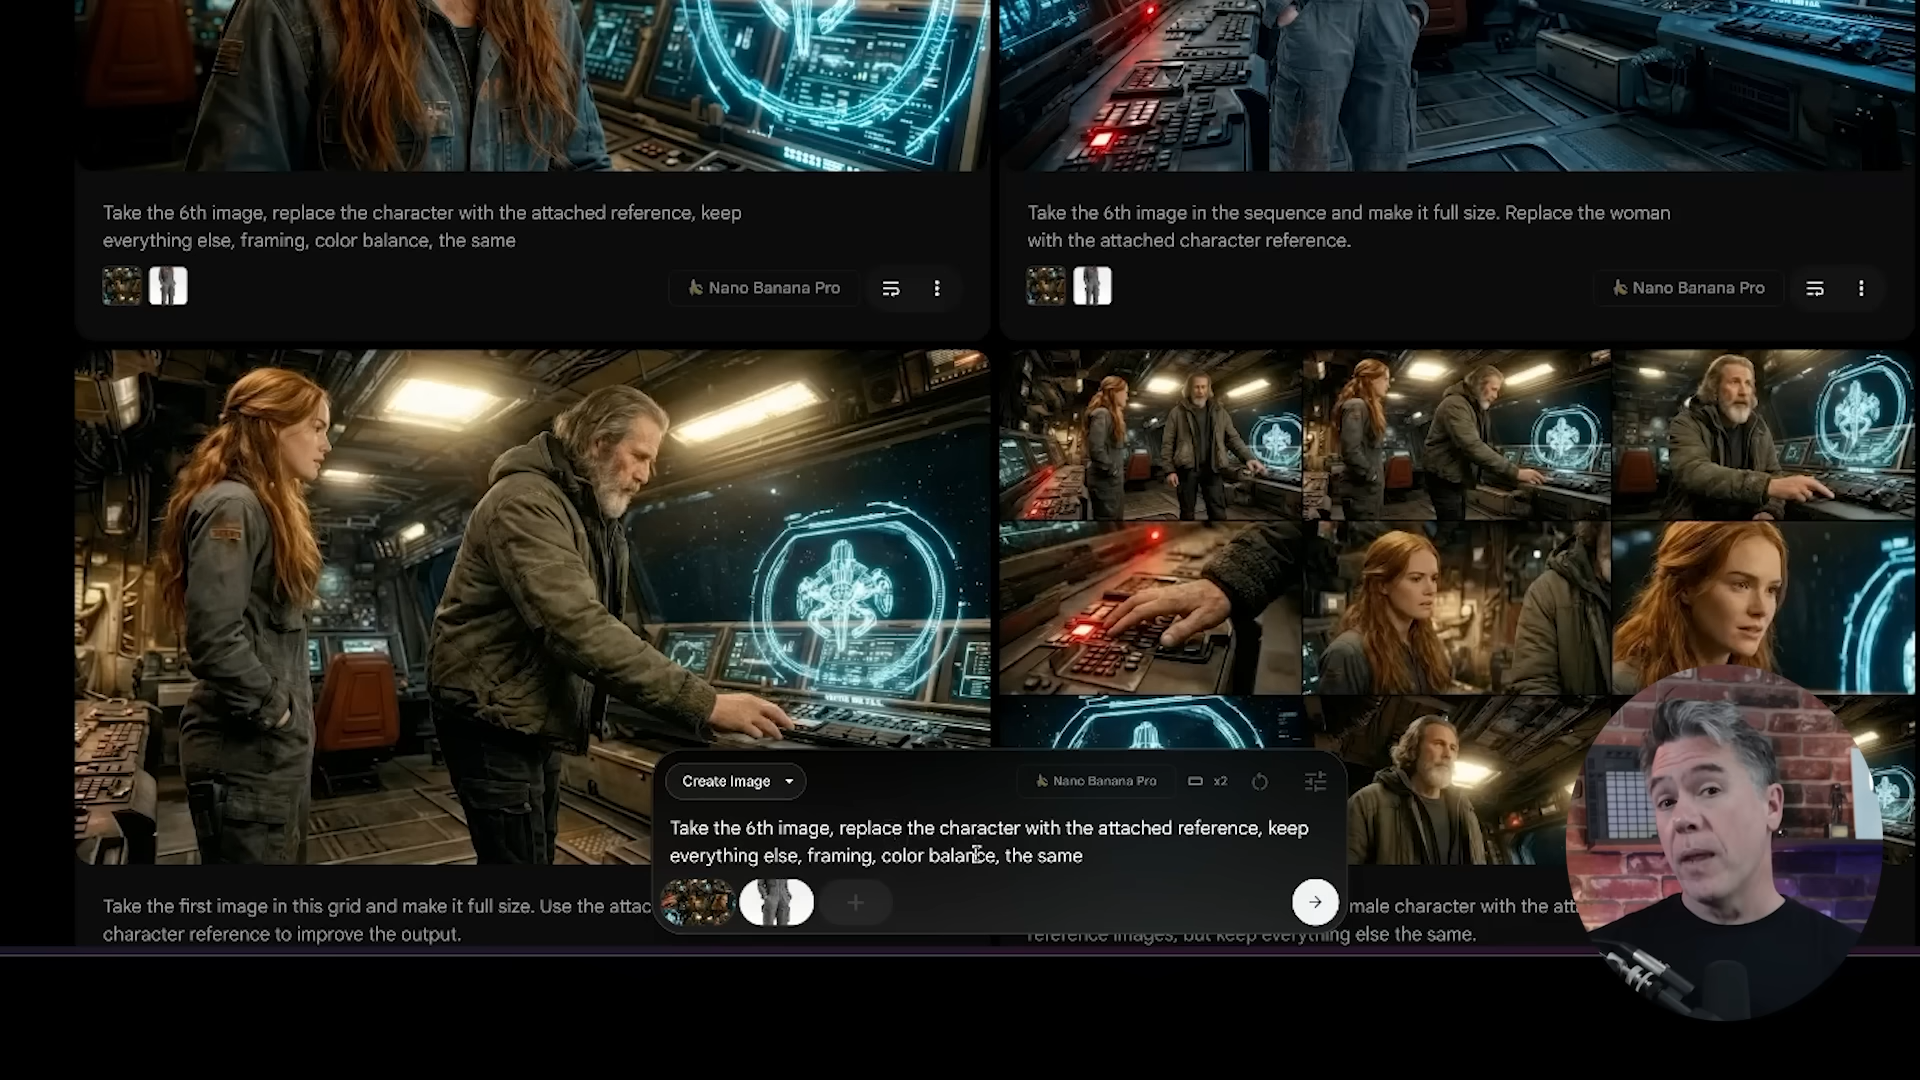 Take the 6th image, replace the character with the attached reference, keep
everything else, framing, color balance, the same
Nano Banana Pro
Take the 6th image in the sequence and make it full size. Replace the woman
with the attached character reference.
Nano Banana Pro
Create Image
Nano Banana Pro
x2
Take the 6th image, replace the character with the attached reference, keep
everything else, framing, color balance, the same
Take the first image in this grid and make it full size. Use the attac
character reference to improve the output.
male character with the att
reference images, but keep everything else the same.